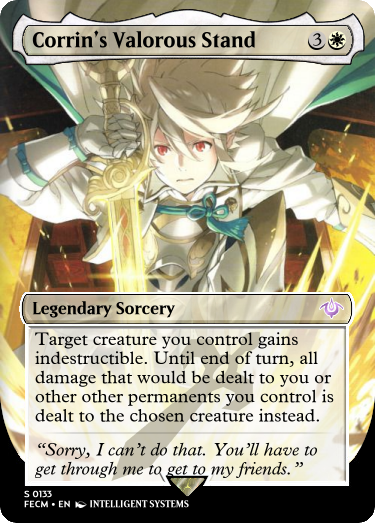 Corrin's Valorous Stand 3
Legendary Sorcery
Target creature you control gains
indestructible. Until end of turn, all
damage that would be dealt to you or
other other permanents you control is
dealt to the chosen creature instead.
“Sorry, I can't do that. You'll have to
get through me to get to my friends.”
S 0133
FECM • EN INTELLIGENT SYSTEMS